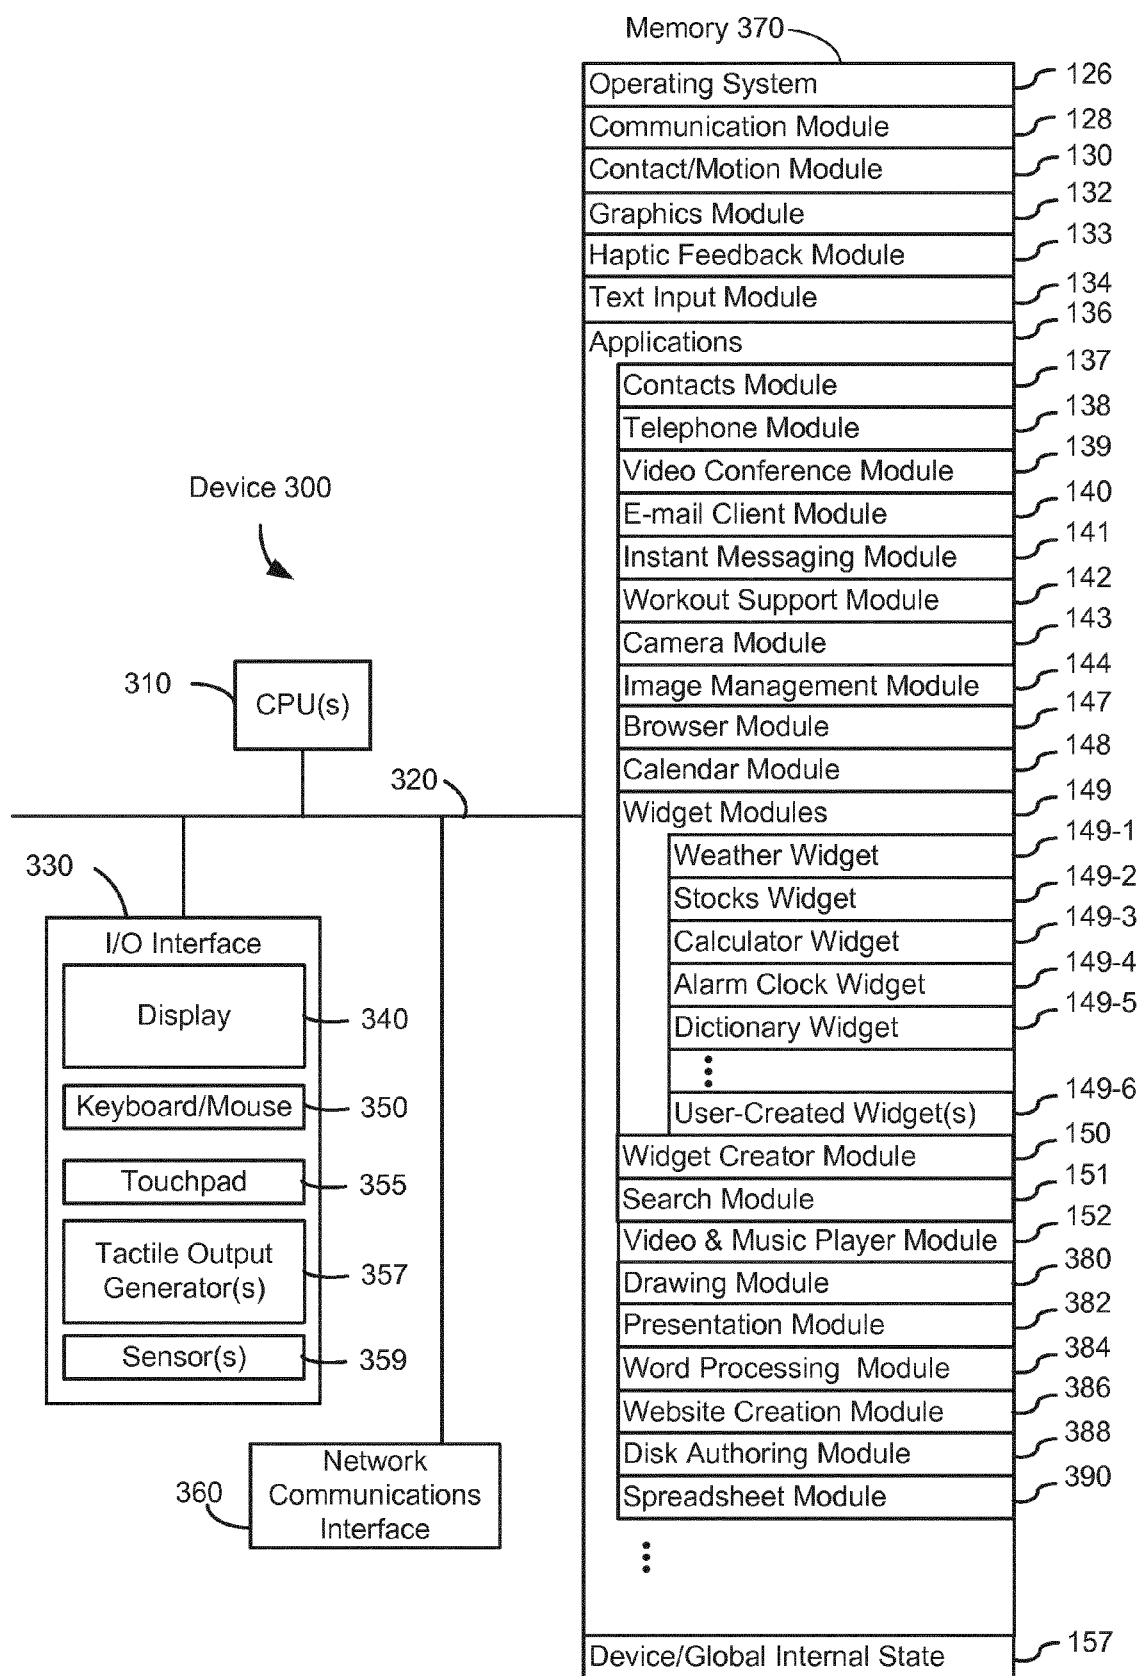 Memory 370
Operating System 126
Communication Module 128
Contact/Motion Module 130
Graphics Module 132
Haptic Feedback Module 133
Text Input Module 134
Applications 136
Contacts Module 137
Telephone Module 138
Video Conference Module 139
E-mail Client Module 140
Instant Messaging Module 141
Workout Support Module 142
Camera Module 143
Image Management Module 144
Browser Module 147
Calendar Module 148
Widget Modules 149
Weather Widget 149-1
Stocks Widget 149-2
Calculator Widget 149-3
Alarm Clock Widget 149-4
Dictionary Widget 149-5
User-Created Widget(s) 149-6
Widget Creator Module 150
Search Module 151
Video & Music Player Module 152
Drawing Module 380
Presentation Module 382
Word Processing Module 384
Website Creation Module 386
Disk Authoring Module 388
Spreadsheet Module 390
Device/Global Internal State 157
Device 300
310
CPU(s)
320
330
I/O Interface
Display 340
Keyboard/Mouse 350
Touchpad 355
Tactile Output
Generator(s) 357
Sensor(s) 359
360
Network
Communications
Interface